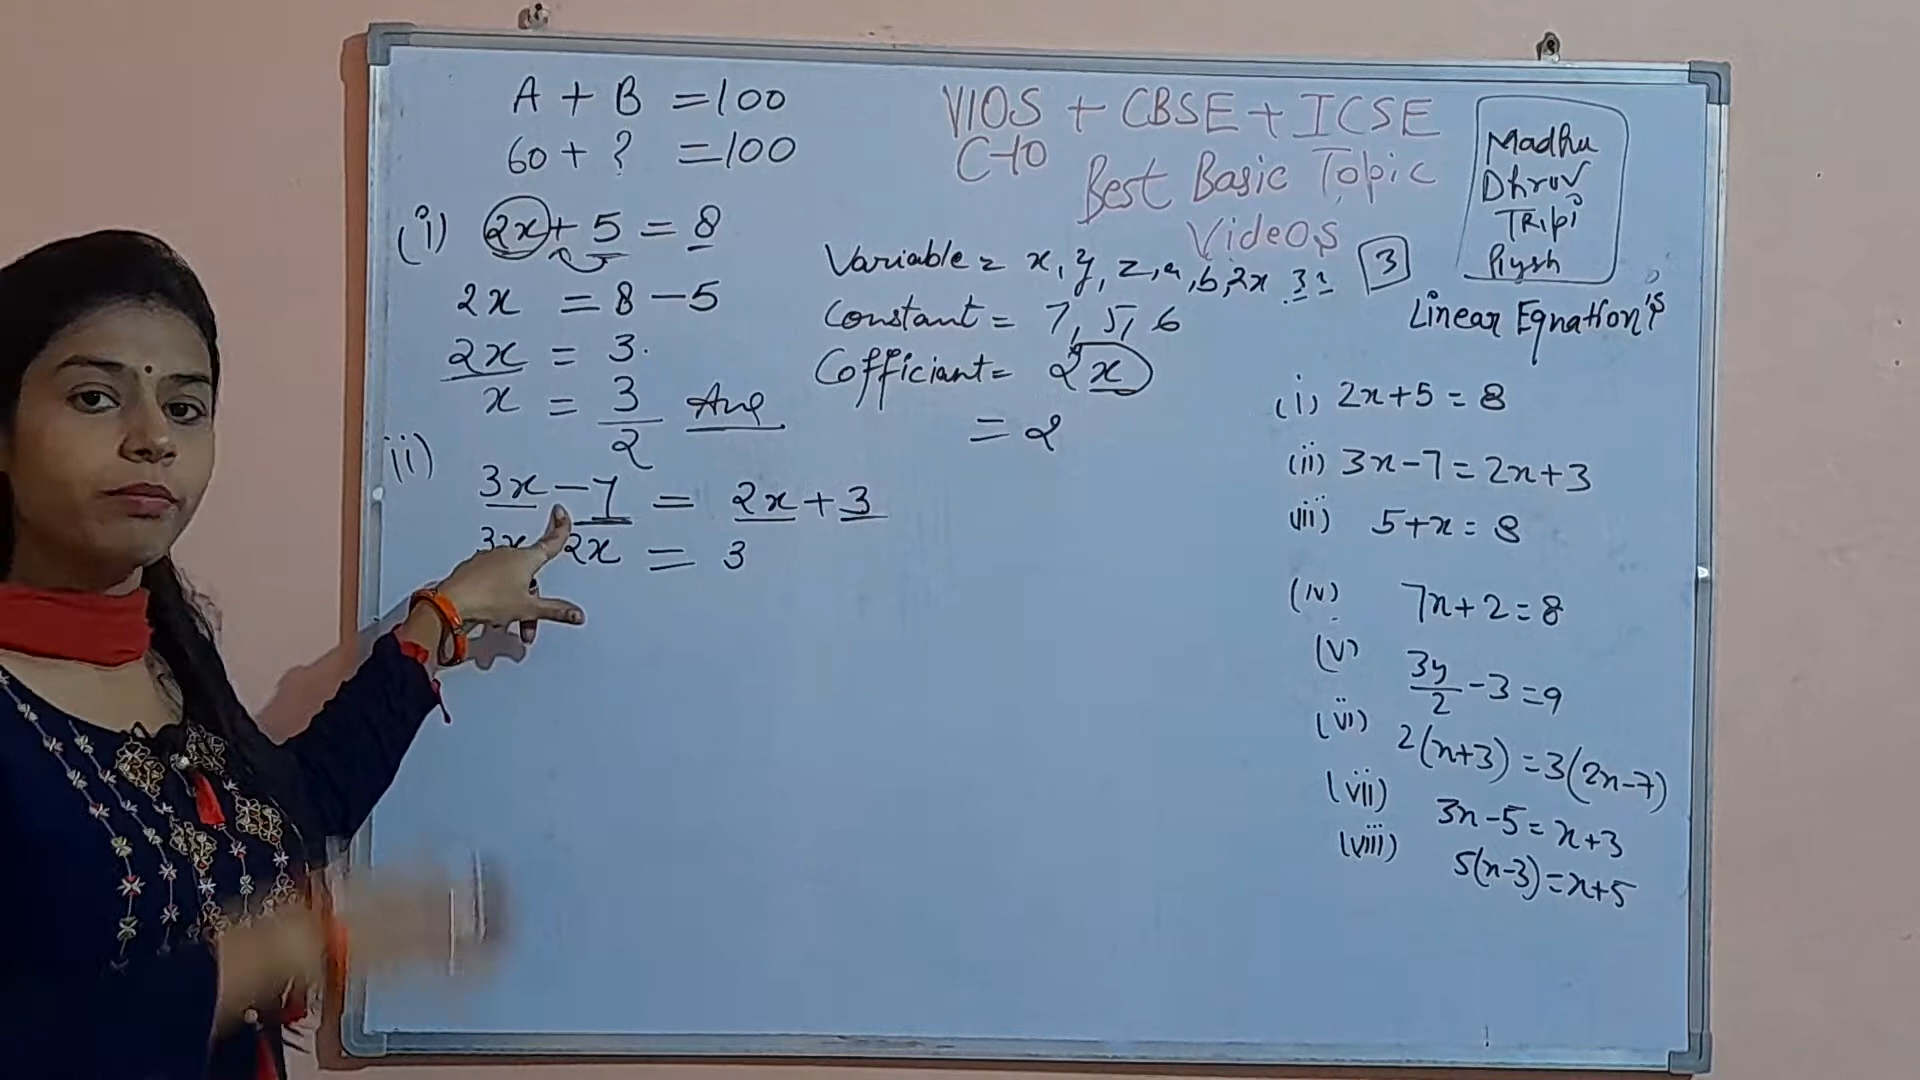 A + B = 100
60 + ? = 100
(i) 2x + 5 = 8
2x = 8 - 5
2x = 3
x = 3/2 Ans
(ii)
3x - 7 = 2x + 3
3x 2x = 3
VIOS + CBSE + ICSE
C-10
Best Basic Topic
Videos
Variable = x, y, z, a, b, 2x
Constant = 7, 5, 6
Cofficiant = 2x
= 2
3
Madhu
Dhruv
TRIpi
Piysh
Linear Equation's
(i) 2x + 5 = 8
(ii) 3x - 7 = 2x + 3
(iii) 5 + x = 8
(iv) 7x + 2 = 8
(v) 3y/2 - 3 = 9
(vi) 2(x+3) = 3(2x-7)
(vii) 3x - 5 = x + 3
(viii) 5(x-3) = x + 5